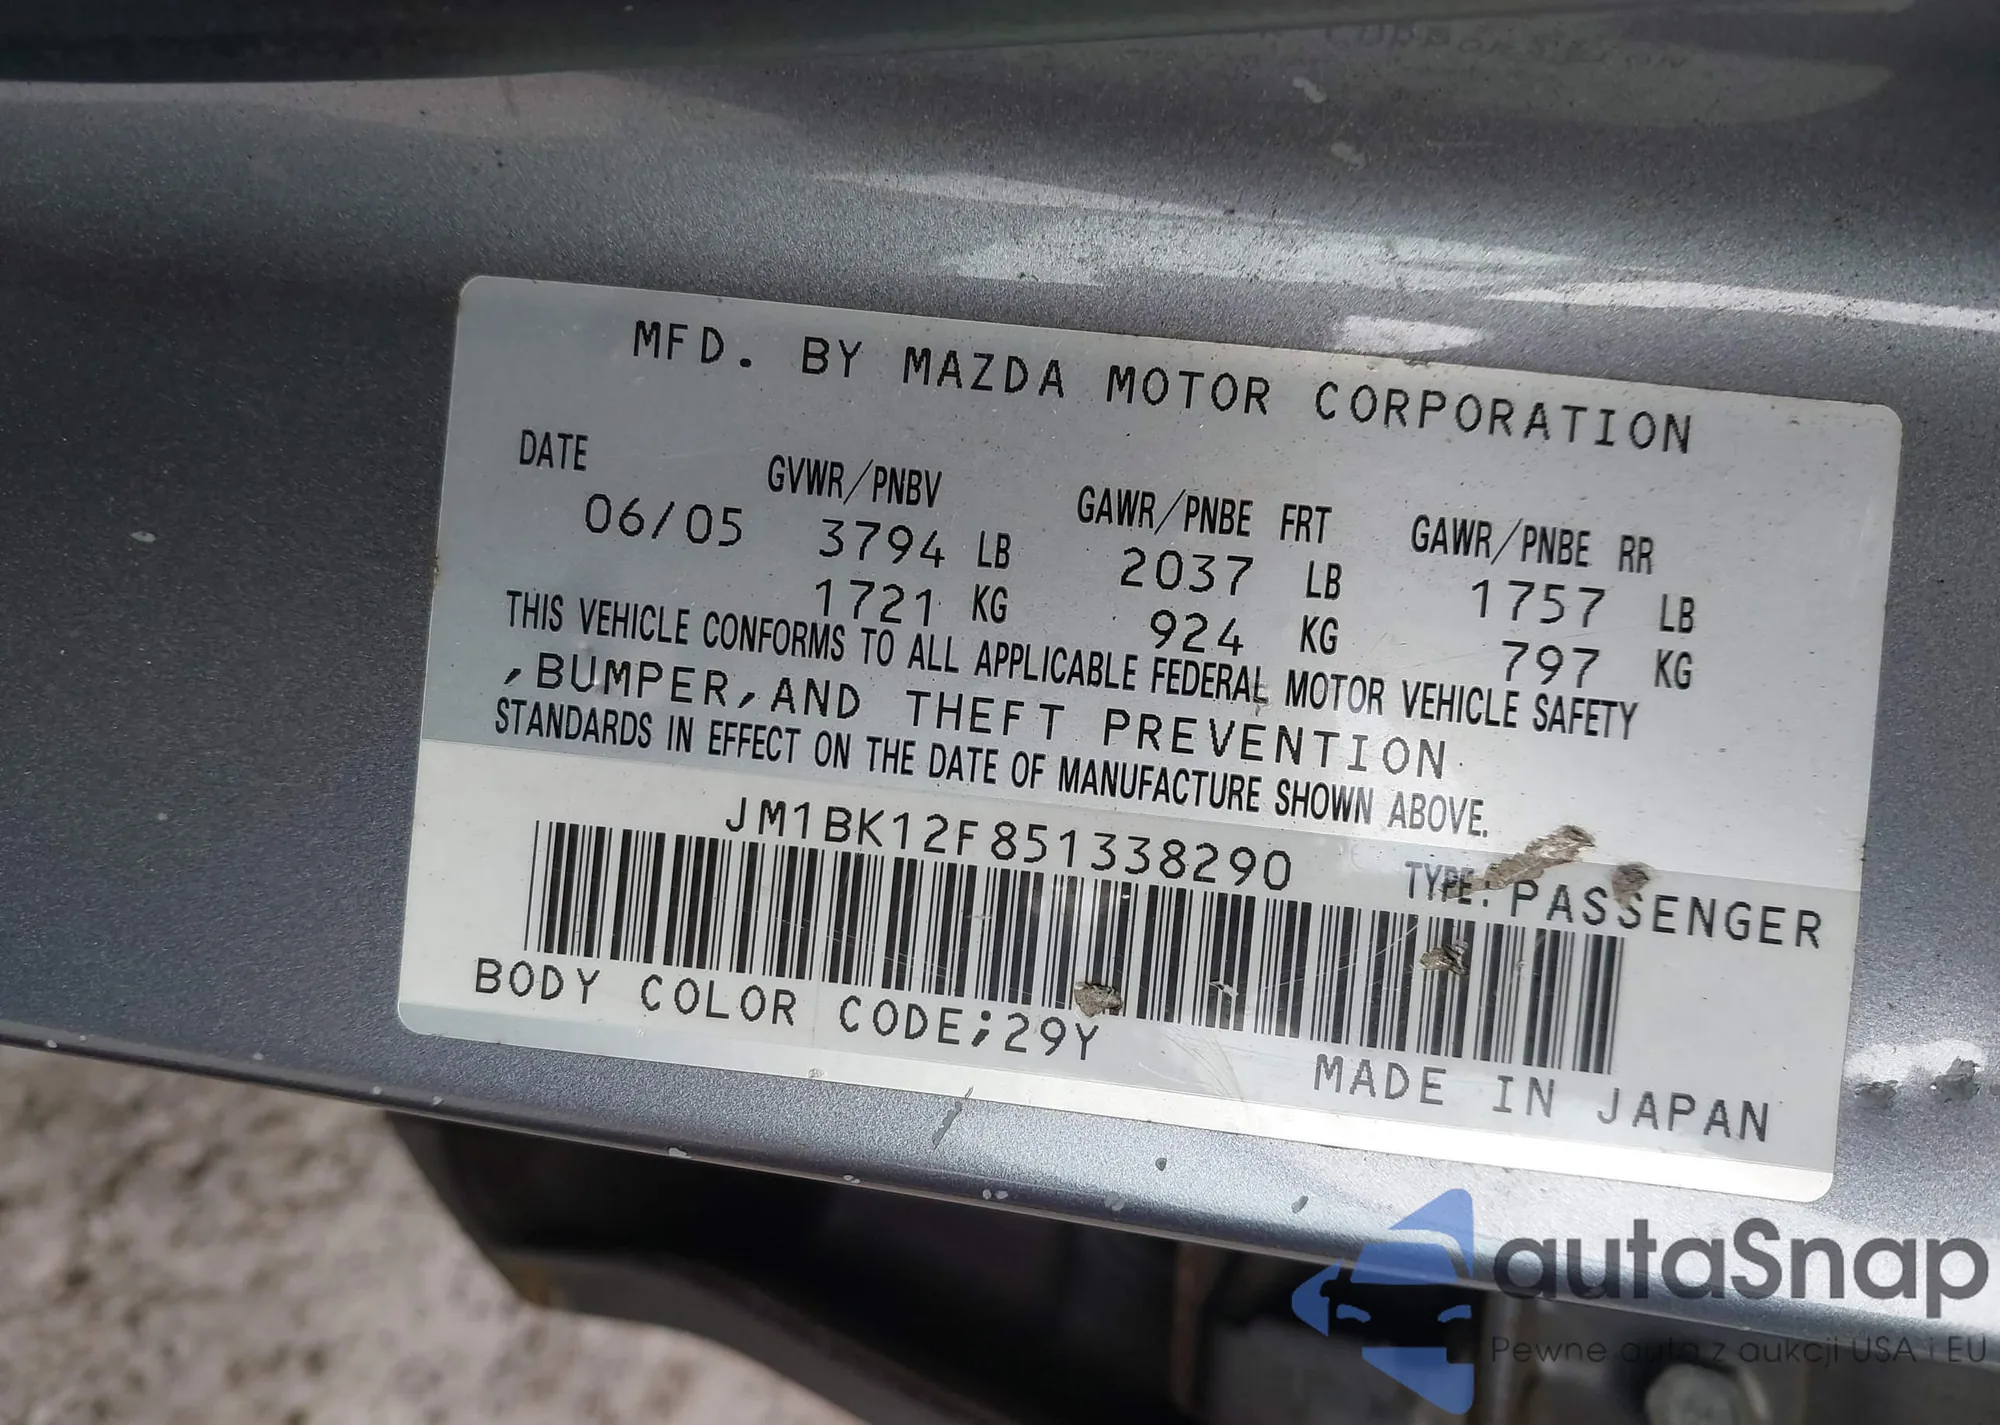 MFD. BY MAZDA MOTOR CORPORATION
DATE GVWR/PNBV GAWR/PNBE FRT GAWR/PNBE RR
06/05 3794 LB 2037 LB 1757 LB
1721 KG 924 KG 797 KG
THIS VEHICLE CONFORMS TO ALL APPLICABLE FEDERAL MOTOR VEHICLE SAFETY
,BUMPER,AND THEFT PREVENTION
STANDARDS IN EFFECT ON THE DATE OF MANUFACTURE SHOWN ABOVE.
JM1BK12F851338290 TYPE: PASSENGER
BODY COLOR CODE;29Y
MADE IN JAPAN
autaSnap
Pewne auta z aukcji USA i EU